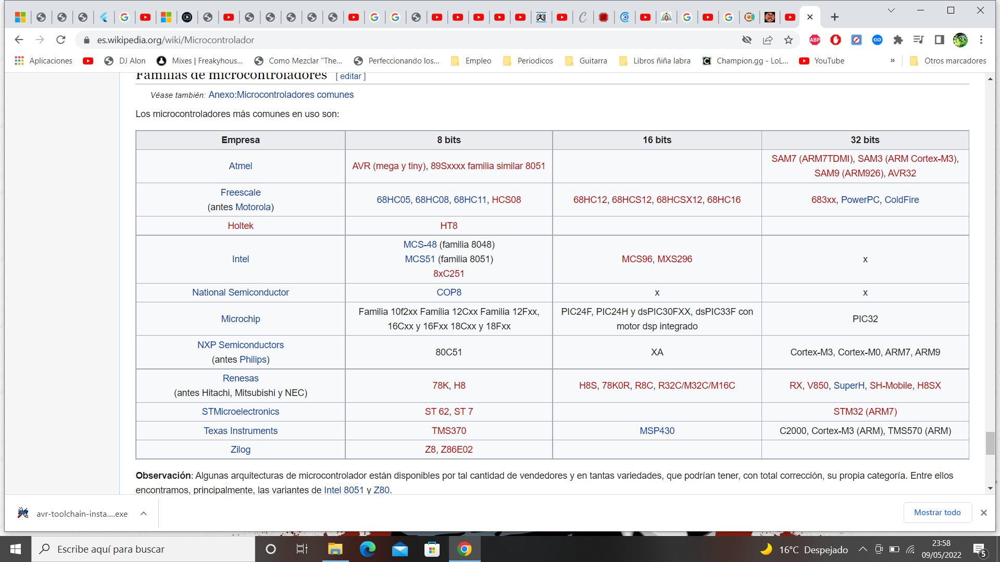 es.wikipedia.org/wiki/Microcontrolador
ABP
Aplicaciones
DJ Alon
Mixes | Freakyhous...
Como Mezclar "The...
Perfeccionando los...
Empleo
Periodicos
Guitarra
Libros ñiña labra
Champion.gg - LoL...
YouTube
»
Otros marcadores
Familias de microcontroladores [ editar ]
Véase también: Anexo:Microcontroladores comunes
Los microcontroladores más comunes en uso son:
Empresa 8 bits 16 bits 32 bits
Atmel
AVR (mega y tiny), 89Sxxxx familia similar 8051
SAM7 (ARM7TDMI), SAM3 (ARM Cortex-M3),
SAM9 (ARM926), AVR32
Freescale
(antes Motorola)
68HC05, 68HC08, 68HC11, HCS08
68HC12, 68HCS12, 68HCSX12, 68HC16
683xx, PowerPC, ColdFire
Holtek
HT8
Intel
MCS-48 (familia 8048)
MCS51 (familia 8051)
8xC251
MCS96, MXS296
x
National Semiconductor
COP8
x
x
Microchip
Familia 10f2xx Familia 12Cxx Familia 12Fxx,
16Cxx y 16Fxx 18Cxx y 18Fxx
PIC24F, PIC24H y dsPIC30FXX, dsPIC33F con
motor dsp integrado
PIC32
NXP Semiconductors
(antes Philips)
80C51
XA
Cortex-M3, Cortex-M0, ARM7, ARM9
Renesas
(antes Hitachi, Mitsubishi y NEC)
78K, H8
H8S, 78K0R, R8C, R32C/M32C/M16C
RX, V850, SuperH, SH-Mobile, H8SX
STMicroelectronics
ST 62, ST 7
STM32 (ARM7)
Texas Instruments
TMS370
MSP430
C2000, Cortex-M3 (ARM), TMS570 (ARM)
Zilog
Z8, Z86E02
Observación: Algunas arquitecturas de microcontrolador están disponibles por tal cantidad de vendedores y en tantas variedades, que podrían tener, con total corrección, su propia categoría. Entre ellos
encontramos, principalmente, las variantes de Intel 8051 y Z80.
avr-toolchain-insta....exe
Mostrar todo
Escribe aquí para buscar
16°C Despejado
23:58
09/05/2022
5